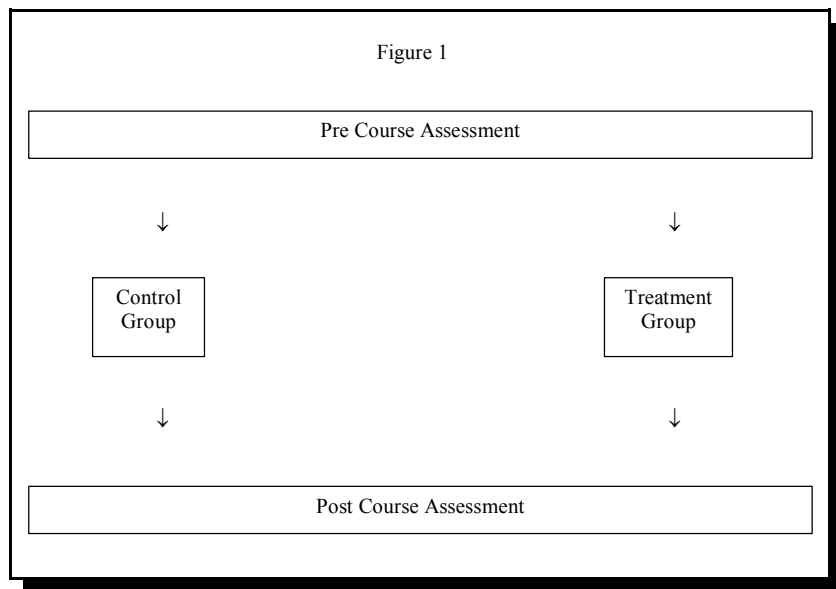 Figure 1
Pre Course Assessment
↓ ↓
Control
Group
Treatment
Group
↓ ↓
Post Course Assessment